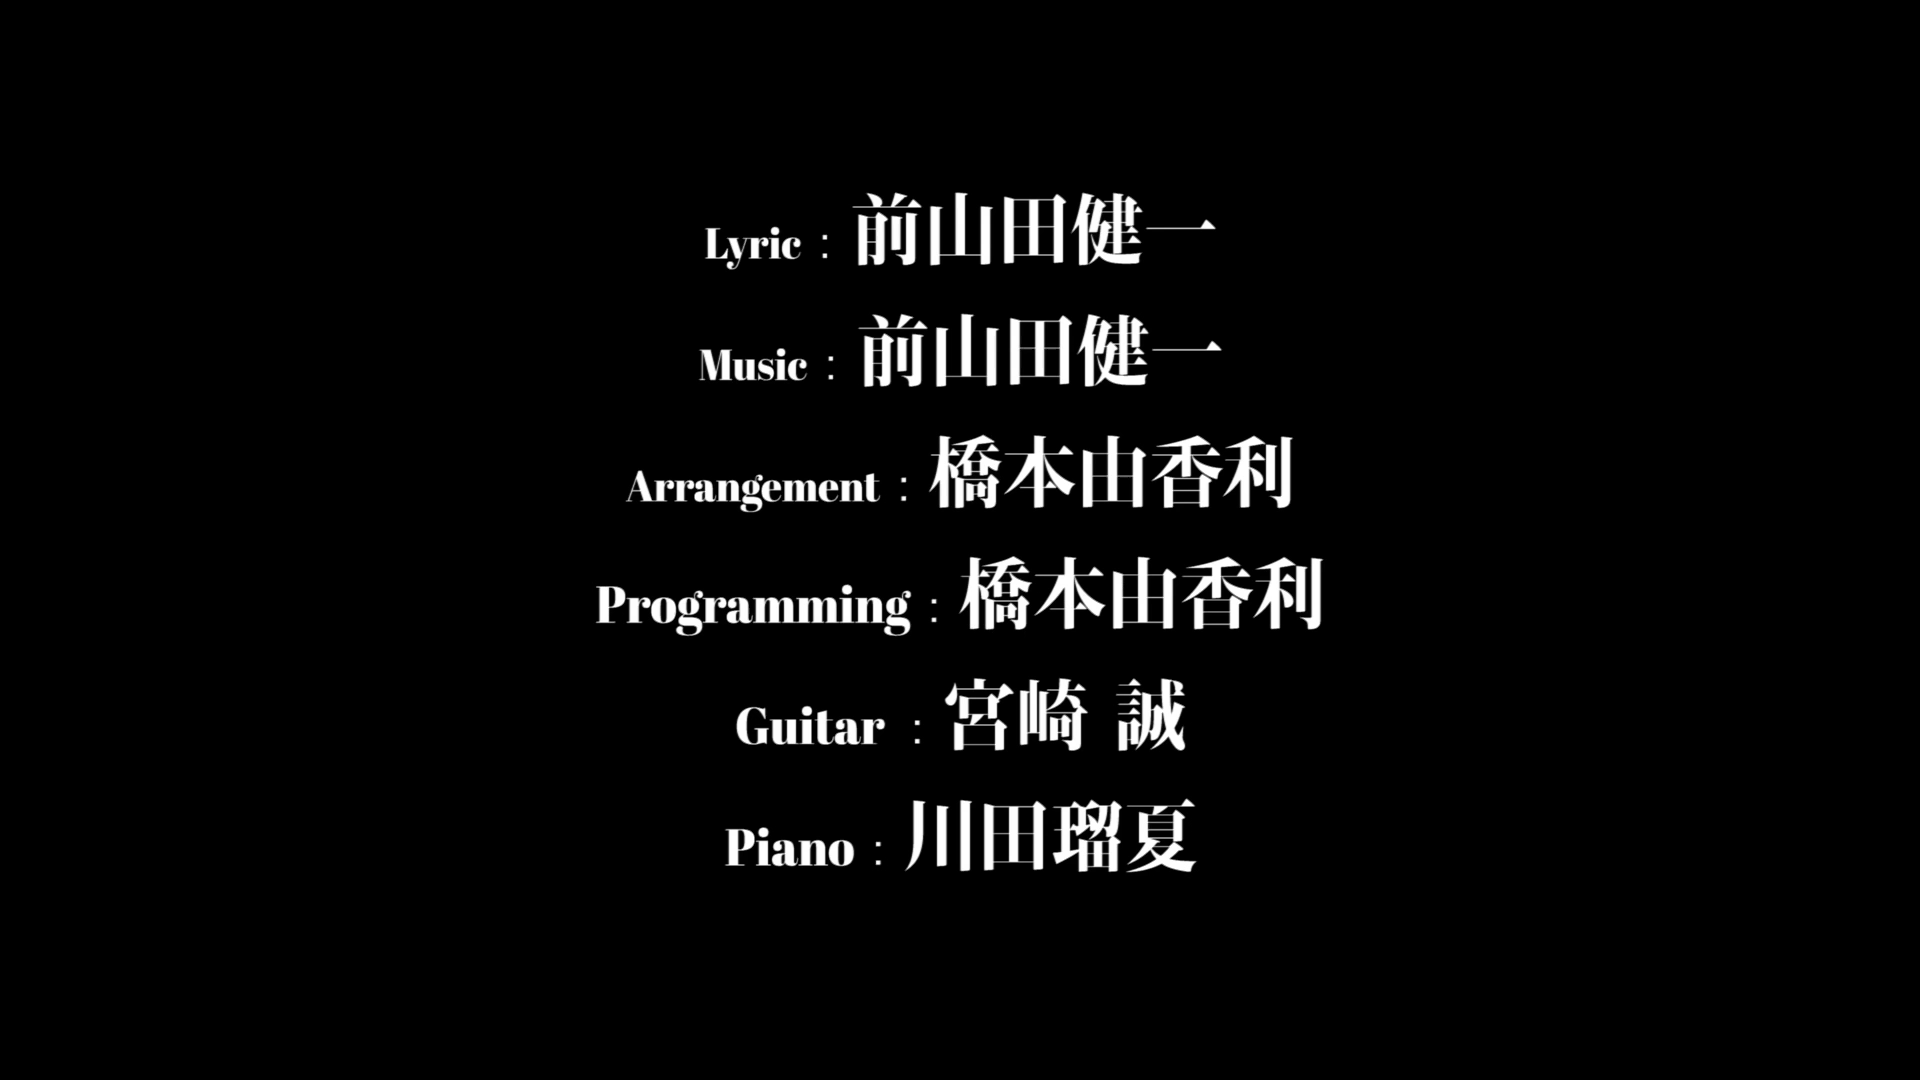 Lyric：前山田健一
Music：前山田健一
Arrangement：橋本由香利
Programming：橋本由香利
Guitar：宮崎 誠
Piano：川田瑠夏